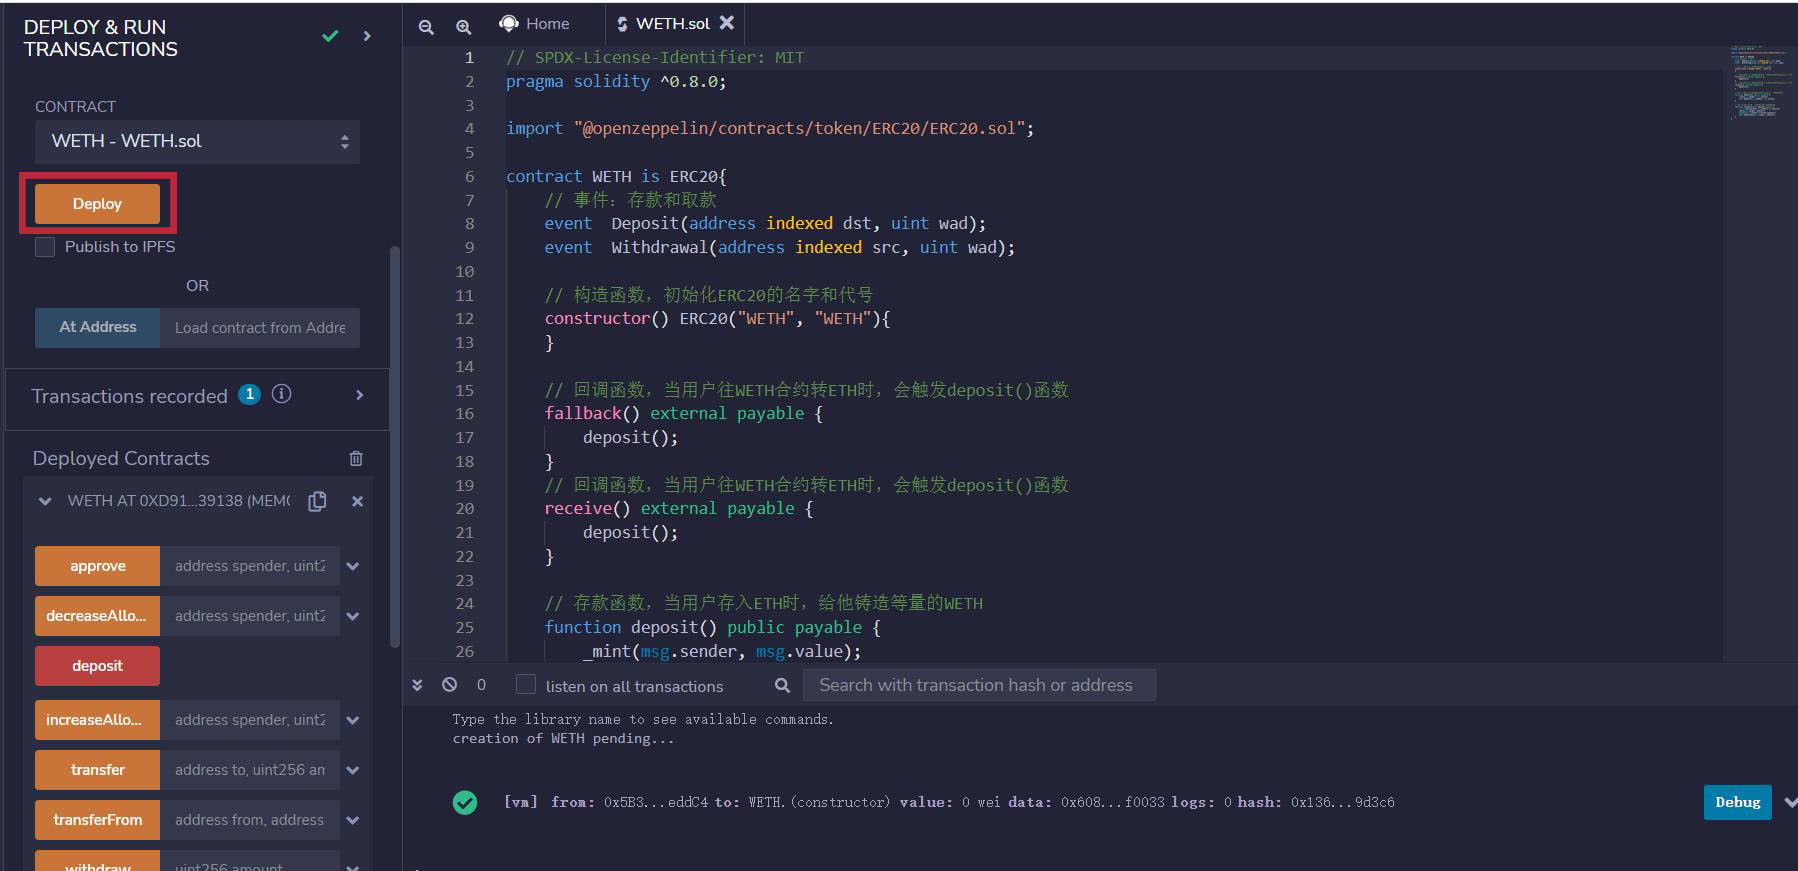 DEPLOY & RUN
TRANSACTIONS
CONTRACT
WETH - WETH.sol
Deploy
Publish to IPFS
OR
At Address
Load contract from Addre
Transactions recorded 1
Deployed Contracts
WETH AT 0XD91...39138 (MEMO
approve address spender, uint2
decreaseAllo... address spender, uint2
deposit
increaseAllo... address spender, uint2
transfer address to, uint256 am
transferFrom address from, address
withdraw uint256 amount
Home WETH.sol
1 // SPDX-License-Identifier: MIT
2 pragma solidity ^0.8.0;
3
4 import "@openzeppelin/contracts/token/ERC20/ERC20.sol";
5
6 contract WETH is ERC20{
7 // 事件：存款和取款
8 event  Deposit(address indexed dst, uint wad);
9 event  Withdrawal(address indexed src, uint wad);
10
11 // 构造函数，初始化ERC20的名字和代号
12 constructor() ERC20("WETH", "WETH"){
13 }
14
15 // 回调函数，当用户往WETH合约转ETH时，会触发deposit()函数
16 fallback() external payable {
17 deposit();
18 }
19 // 回调函数，当用户往WETH合约转ETH时，会触发deposit()函数
20 receive() external payable {
21 deposit();
22 }
23
24 // 存款函数，当用户存入ETH时，给他铸造等量的WETH
25 function deposit() public payable {
26 _mint(msg.sender, msg.value);
0 listen on all transactions Search with transaction hash or address
Type the library name to see available commands.
creation of WETH pending...
[vm] from: 0x5B3...eddC4 to: WETH.(constructor) value: 0 wei data: 0x608...f0033 logs: 0 hash: 0x136...9d3c6
Debug